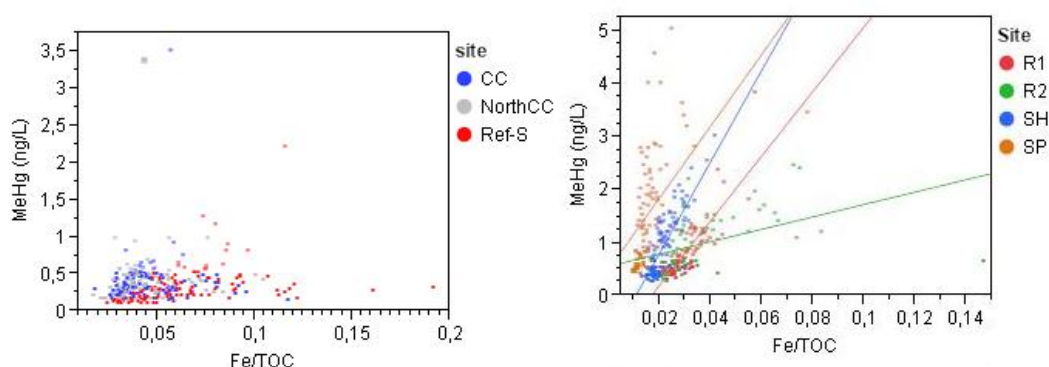 MeHg (ng/L)
3,5
3
2,5
2
1,5
1
0,5
0
0,05
0,1
0,15
0,2
Fe/TOC
site
CC
NorthCC
Ref-S
MeHg (ng/L)
5
4
3
2
1
0
0,02
0,04
0,06
0,08
0,1
0,12
0,14
Fe/TOC
Site
R1
R2
SH
SP